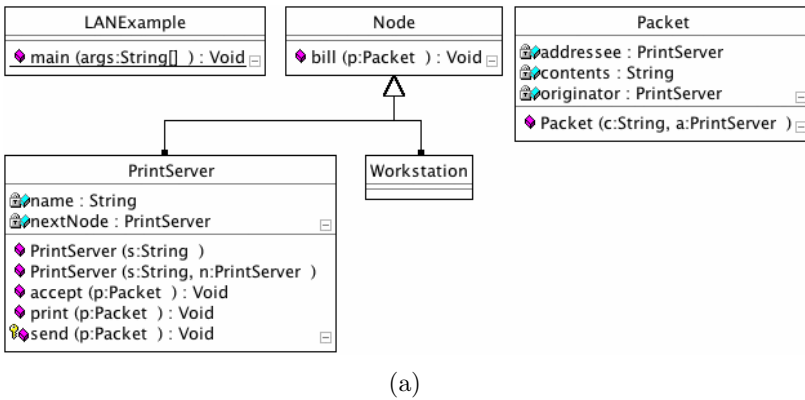 LANExample
main (args:String[] ) : Void
Node
bill (p:Packet ) : Void
Packet
addressee : PrintServer
contents : String
originator : PrintServer
Packet (c:String, a:PrintServer )
PrintServer
name : String
nextNode : PrintServer
PrintServer (s:String )
PrintServer (s:String, n:PrintServer )
accept (p:Packet ) : Void
print (p:Packet ) : Void
send (p:Packet ) : Void
Workstation
(a)